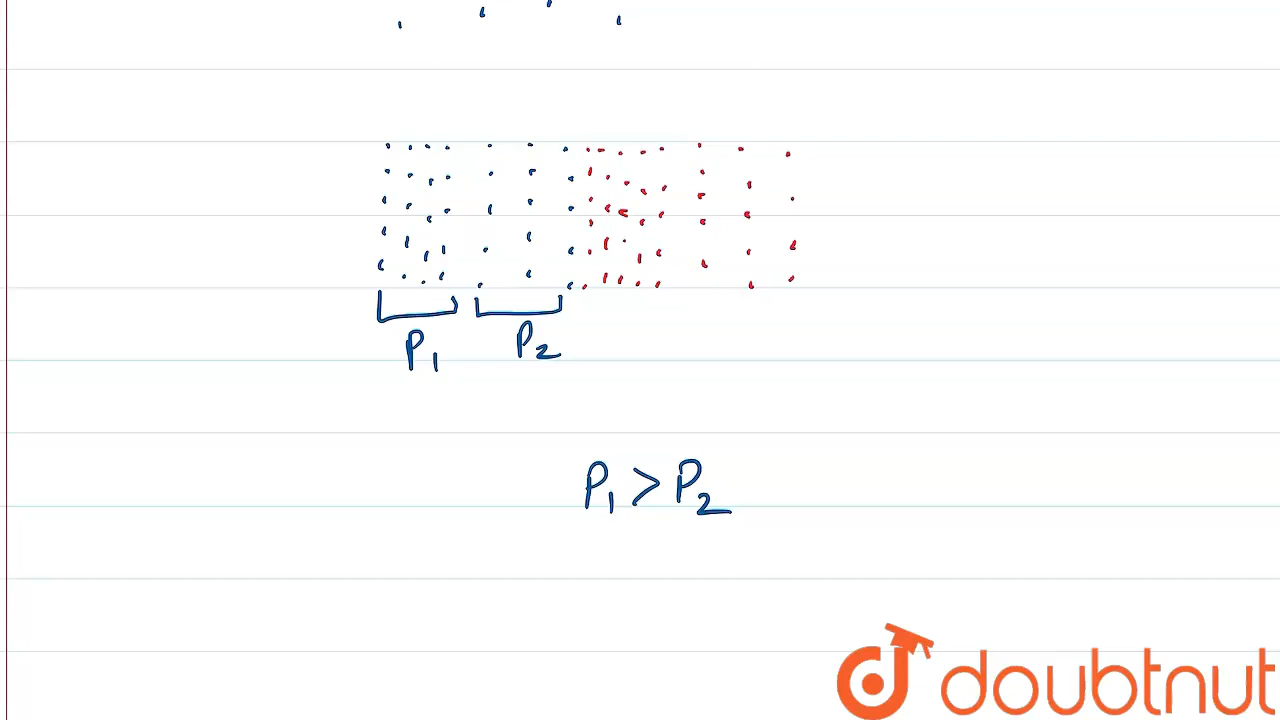 P₁ P₂
P₁ > P₂
doubtnut